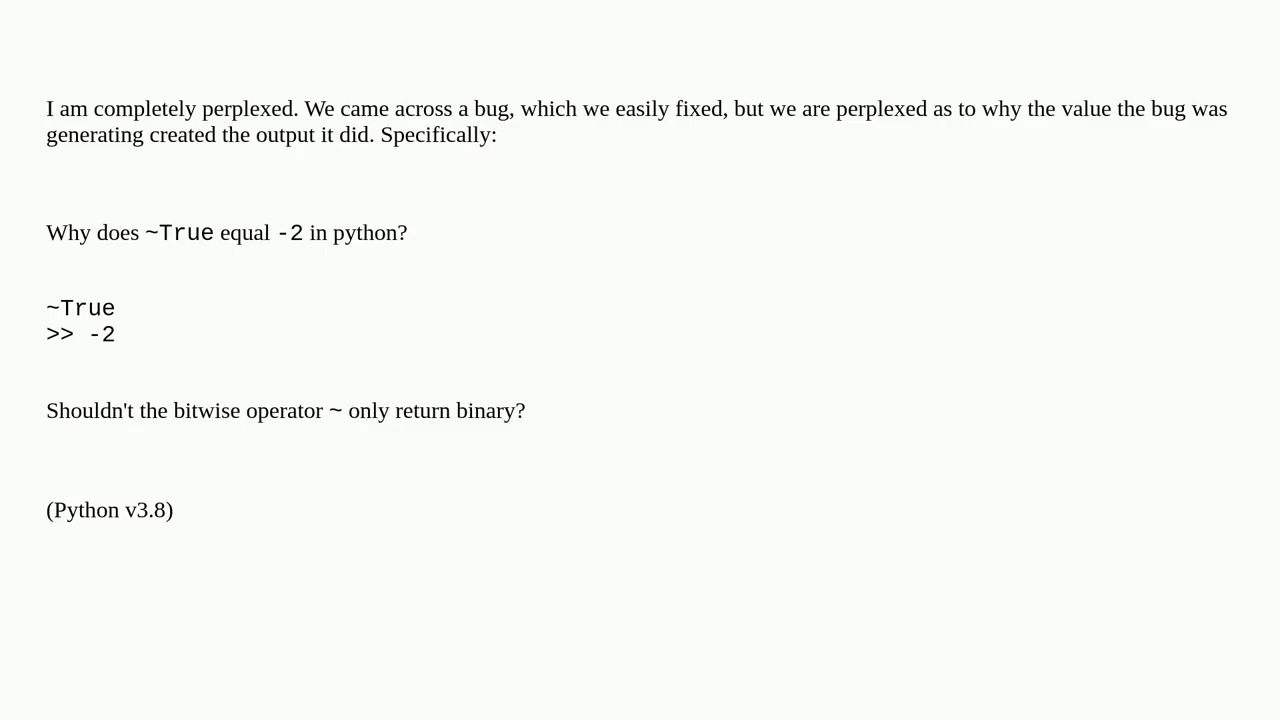 I am completely perplexed. We came across a bug, which we easily fixed, but we are perplexed as to why the value the bug was
generating created the output it did. Specifically:
Why does ~True equal -2 in python?
~True
>> -2
Shouldn't the bitwise operator ~ only return binary?
(Python v3.8)